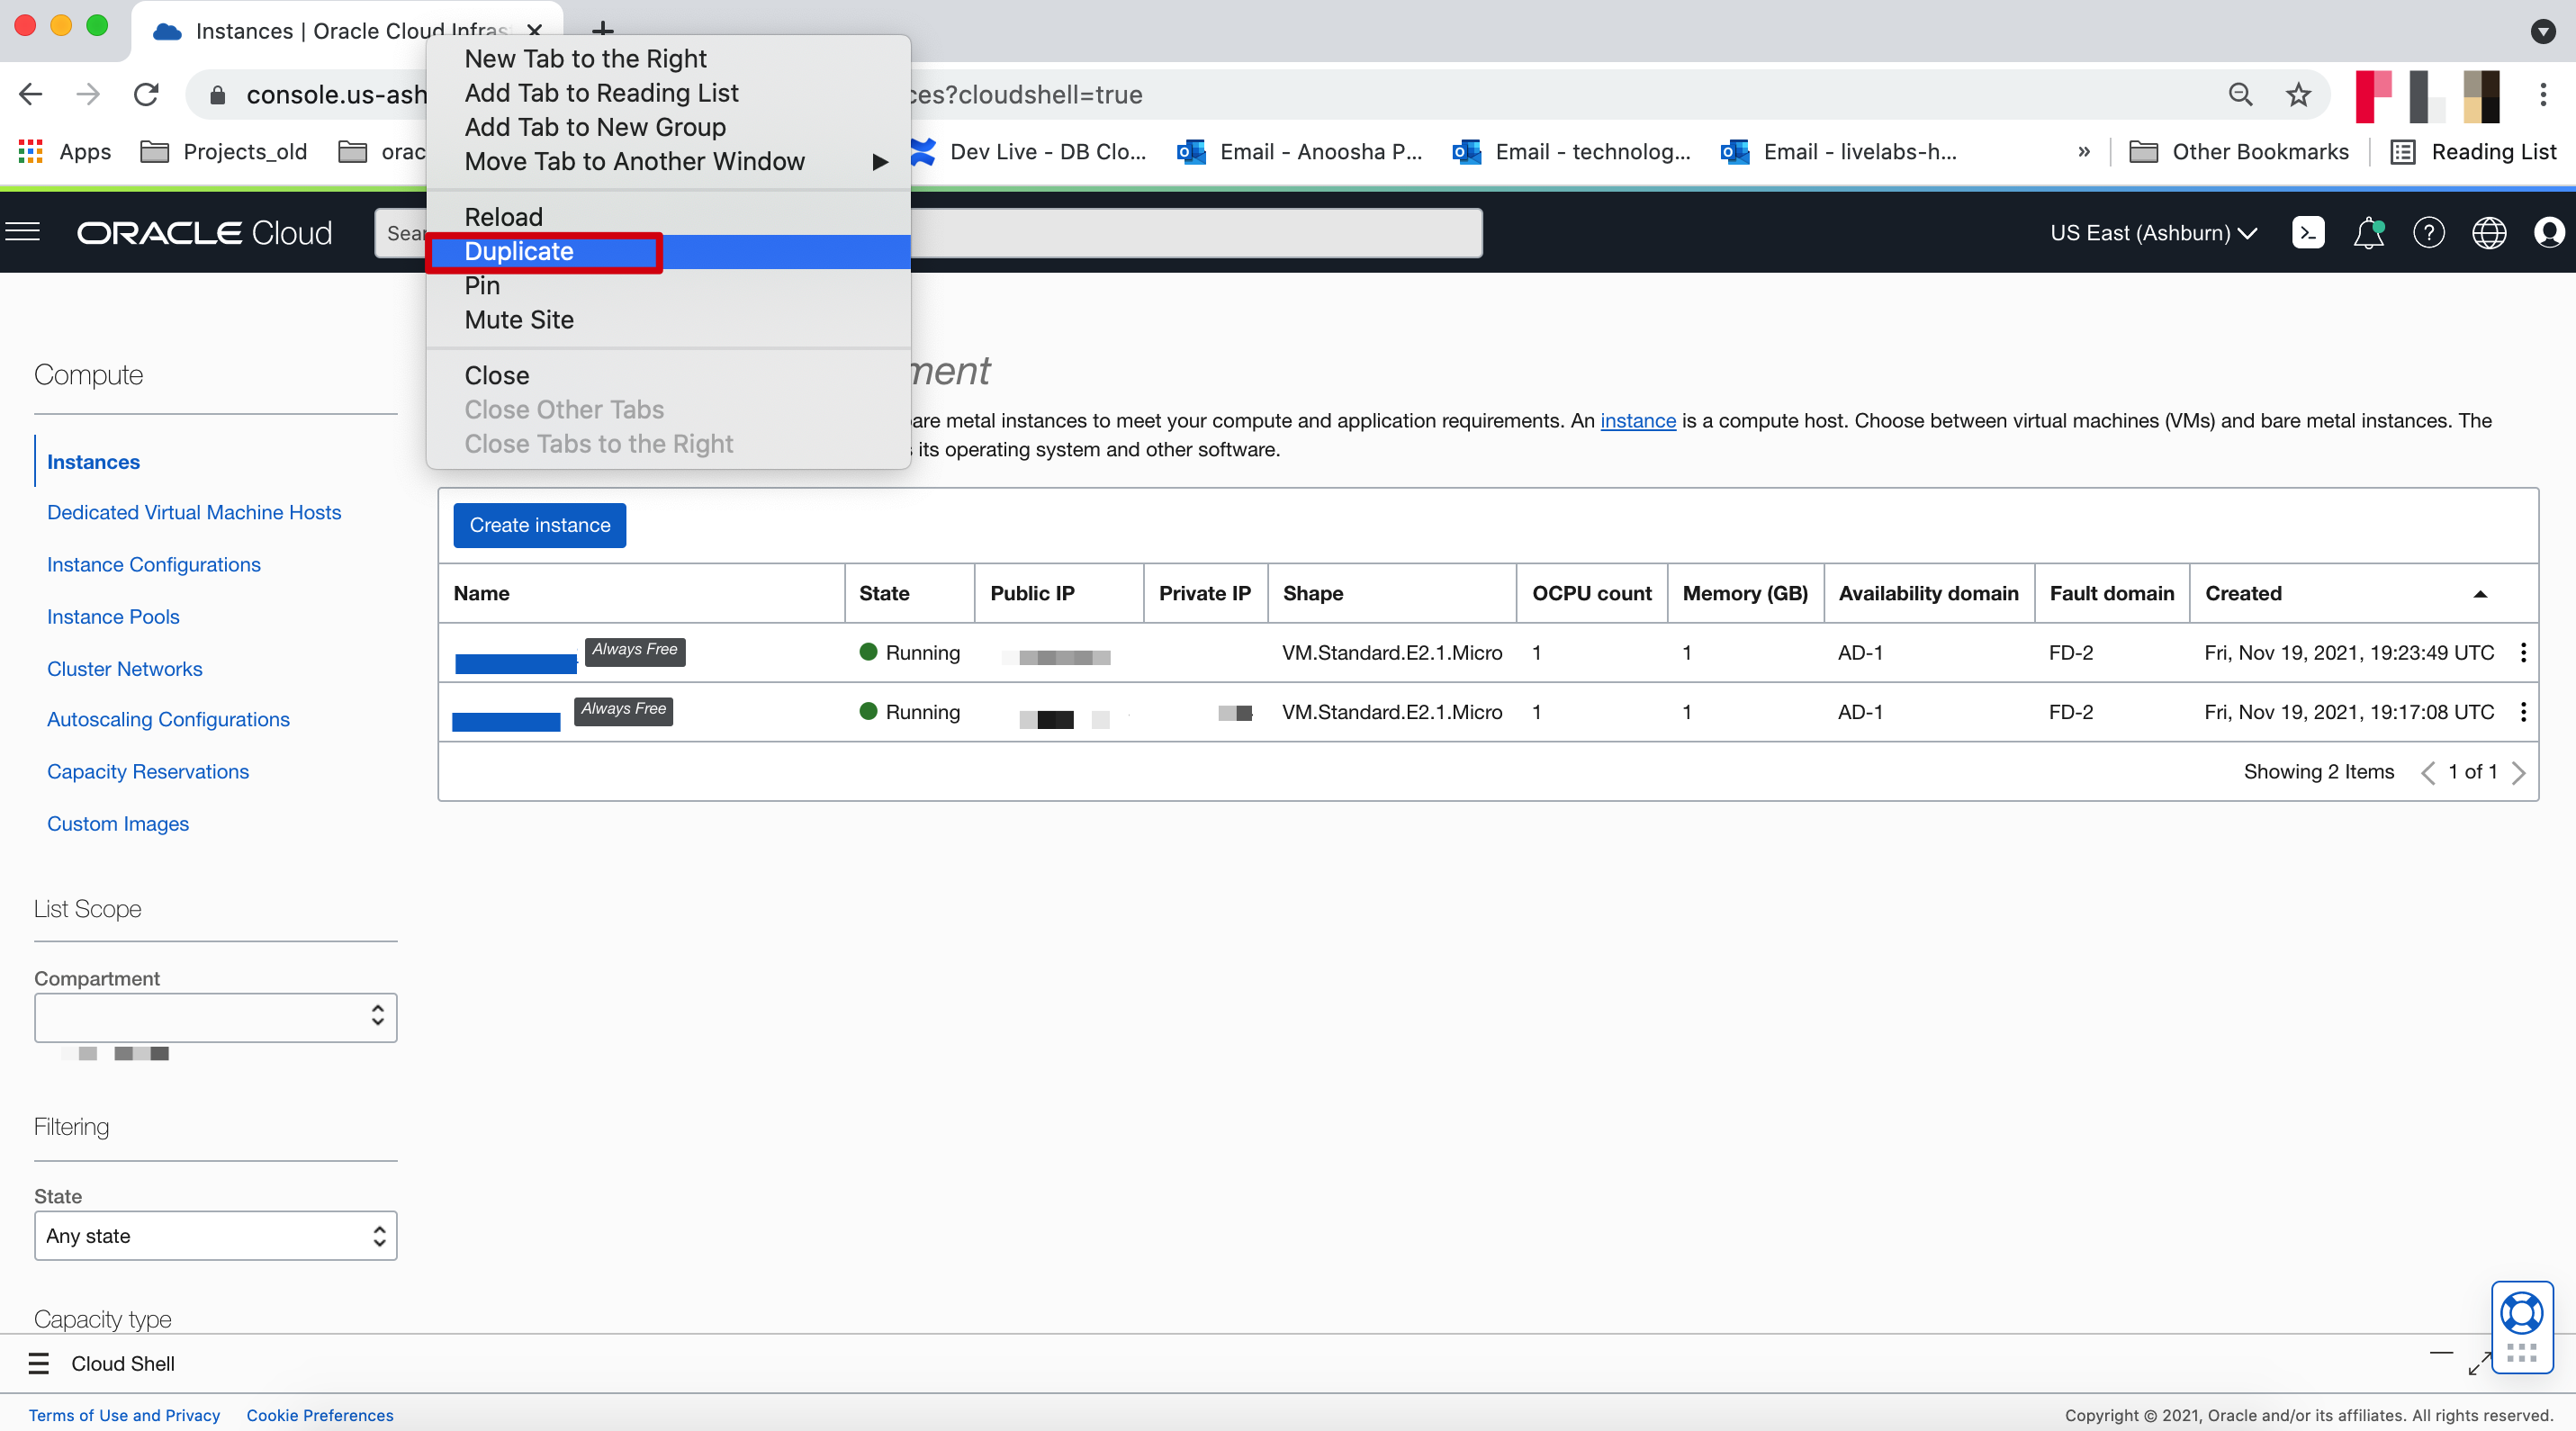 Instances | Oracle Cloud Infras
New Tab to the Right
Add Tab to Reading List
Add Tab to New Group
Move Tab to Another Window
Reload
Duplicate
Pin
Mute Site
Close
Close Other Tabs
Close Tabs to the Right
console.us-ash
ces?cloudshell=true
Apps
Projects_old
orac
Dev Live - DB Clo...
Email - Anoosha P...
Email - technolog...
Email - livelabs-h...
»
Other Bookmarks
Reading List
ORACLE Cloud
Sear
US East (Ashburn)
Compute
Instances
Dedicated Virtual Machine Hosts
Instance Configurations
Instance Pools
Cluster Networks
Autoscaling Configurations
Capacity Reservations
Custom Images
List Scope
Compartment
Filtering
State
Any state
Capacity type
ment
are metal instances to meet your compute and application requirements. An instance is a compute host. Choose between virtual machines (VMs) and bare metal instances. The
its operating system and other software.
Create instance
Name State Public IP Private IP Shape OCPU count Memory (GB) Availability domain Fault domain Created
Always Free Running VM.Standard.E2.1.Micro 1 1 AD-1 FD-2 Fri, Nov 19, 2021, 19:23:49 UTC
Always Free Running VM.Standard.E2.1.Micro 1 1 AD-1 FD-2 Fri, Nov 19, 2021, 19:17:08 UTC
Showing 2 Items 1 of 1
Cloud Shell
Terms of Use and Privacy Cookie Preferences
Copyright © 2021, Oracle and/or its affiliates. All rights reserved.